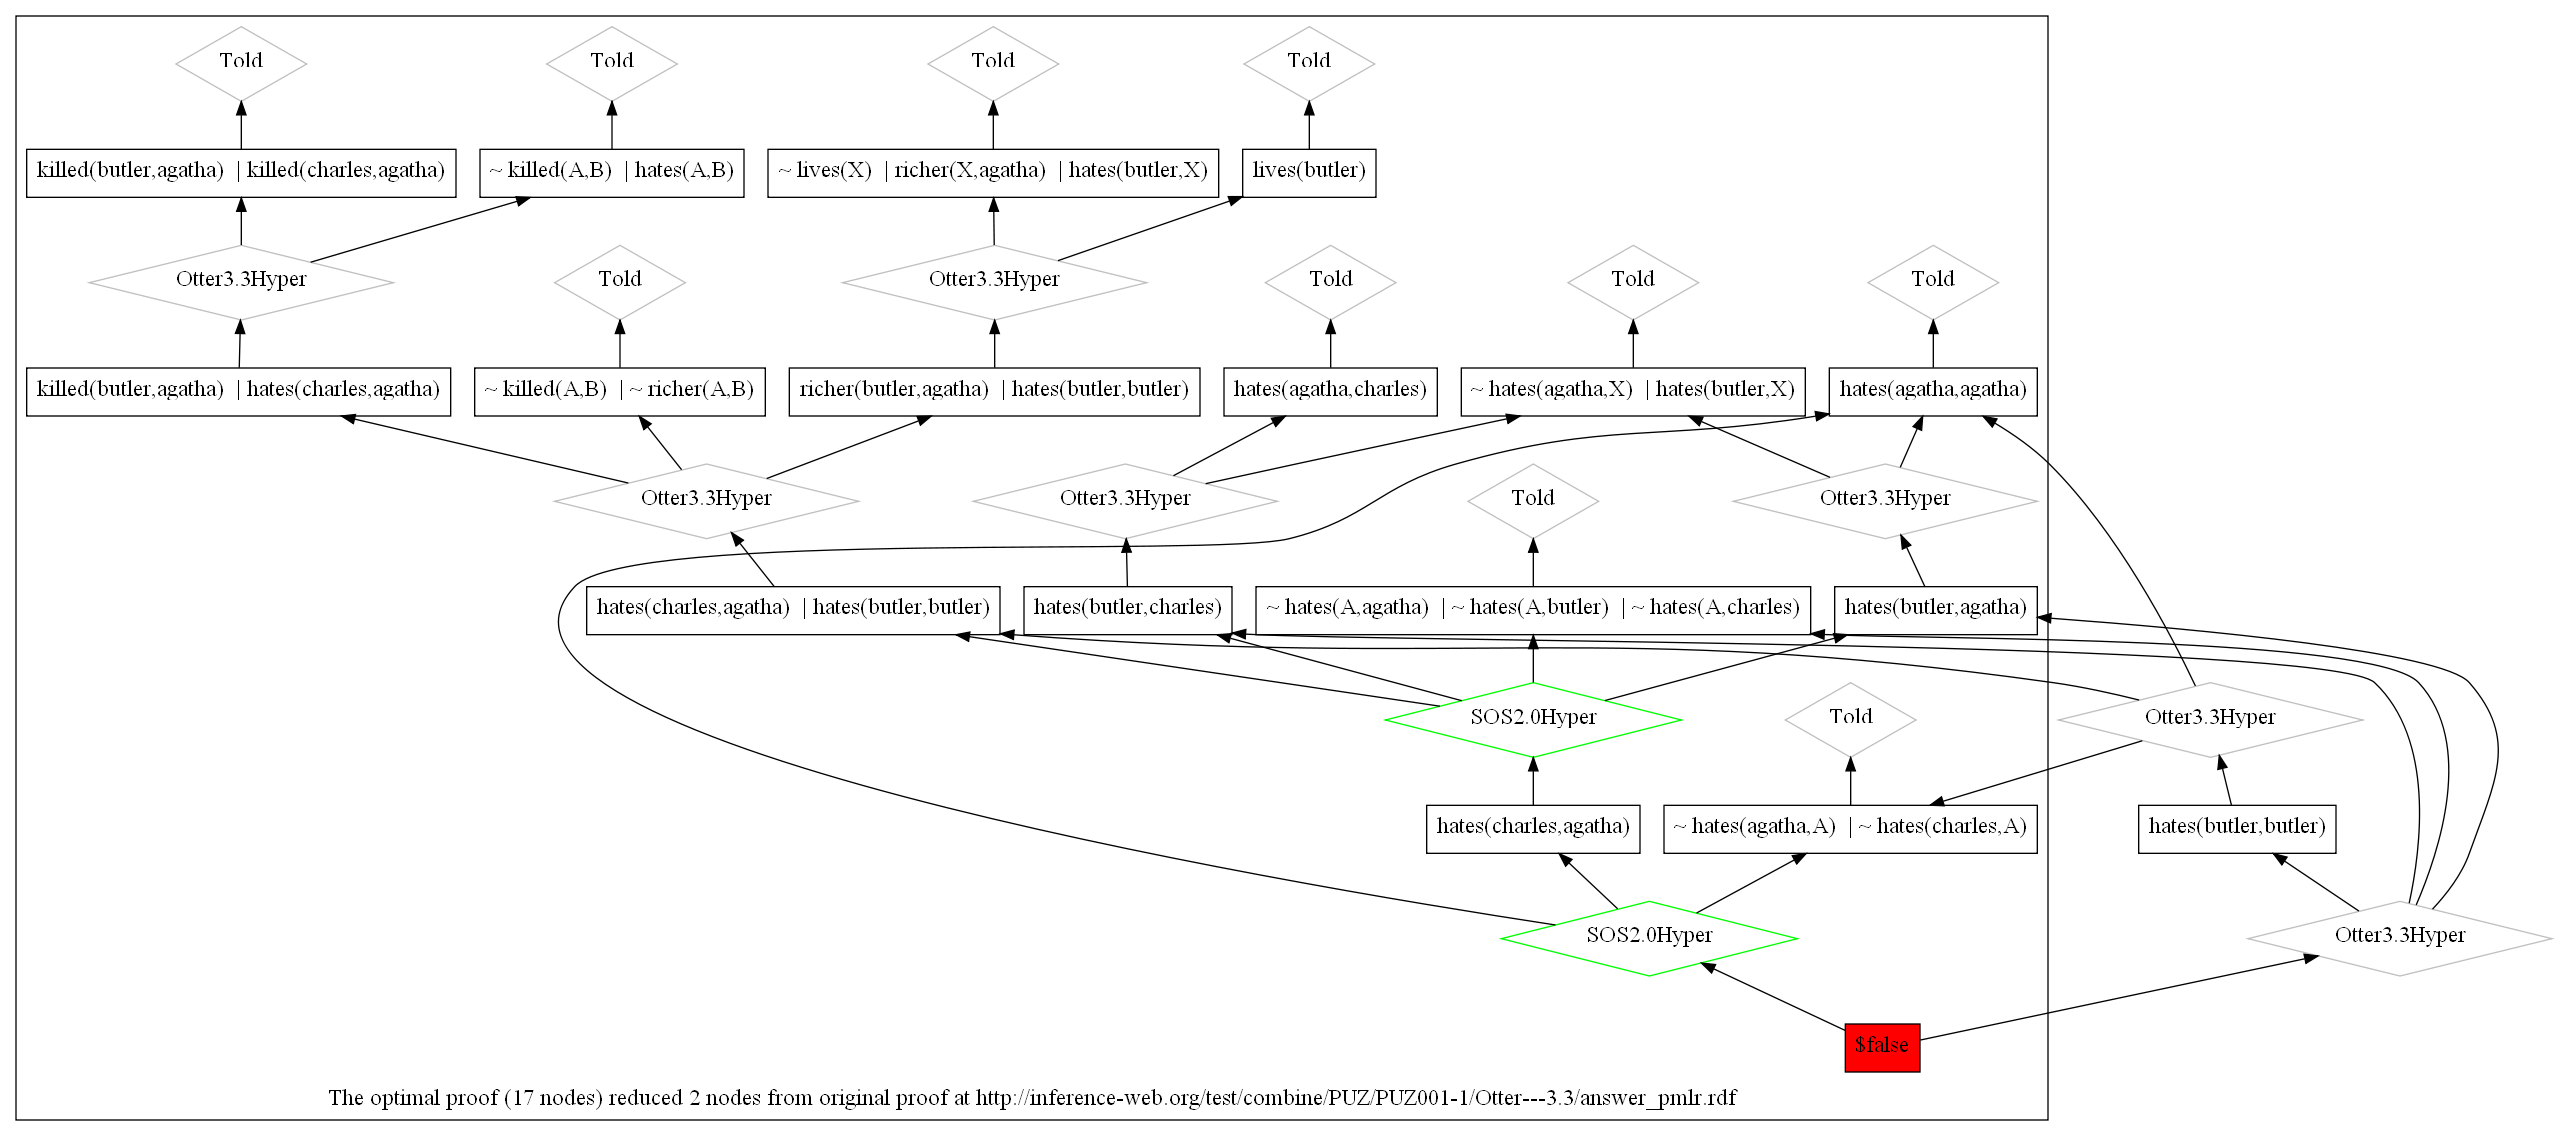 Told
Told
Told
Told
killed(butler,agatha) | killed(charles,agatha)
~ killed(A,B) | hates(A,B)
~ lives(X) | richer(X,agatha) | hates(butler,X)
lives(butler)
Otter3.3Hyper
Told
Otter3.3Hyper
Told
Told
Told
killed(butler,agatha) | hates(charles,agatha)
~ killed(A,B) | ~ richer(A,B)
richer(butler,agatha) | hates(butler,butler)
hates(agatha,charles)
~ hates(agatha,X) | hates(butler,X)
hates(agatha,agatha)
Otter3.3Hyper
Otter3.3Hyper
Told
Otter3.3Hyper
hates(charles,agatha) | hates(butler,butler)
hates(butler,charles)
~ hates(A,agatha) | ~ hates(A,butler) | ~ hates(A,charles)
hates(butler,agatha)
SOS2.0Hyper
Told
Otter3.3Hyper
hates(charles,agatha)
~ hates(agatha,A) | ~ hates(charles,A)
hates(butler,butler)
SOS2.0Hyper
Otter3.3Hyper
$false
The optimal proof (17 nodes) reduced 2 nodes from original proof at http://inference-web.org/test/combine/PUZ/PUZ001-1/Otter---3.3/answer_pmlr.rdf